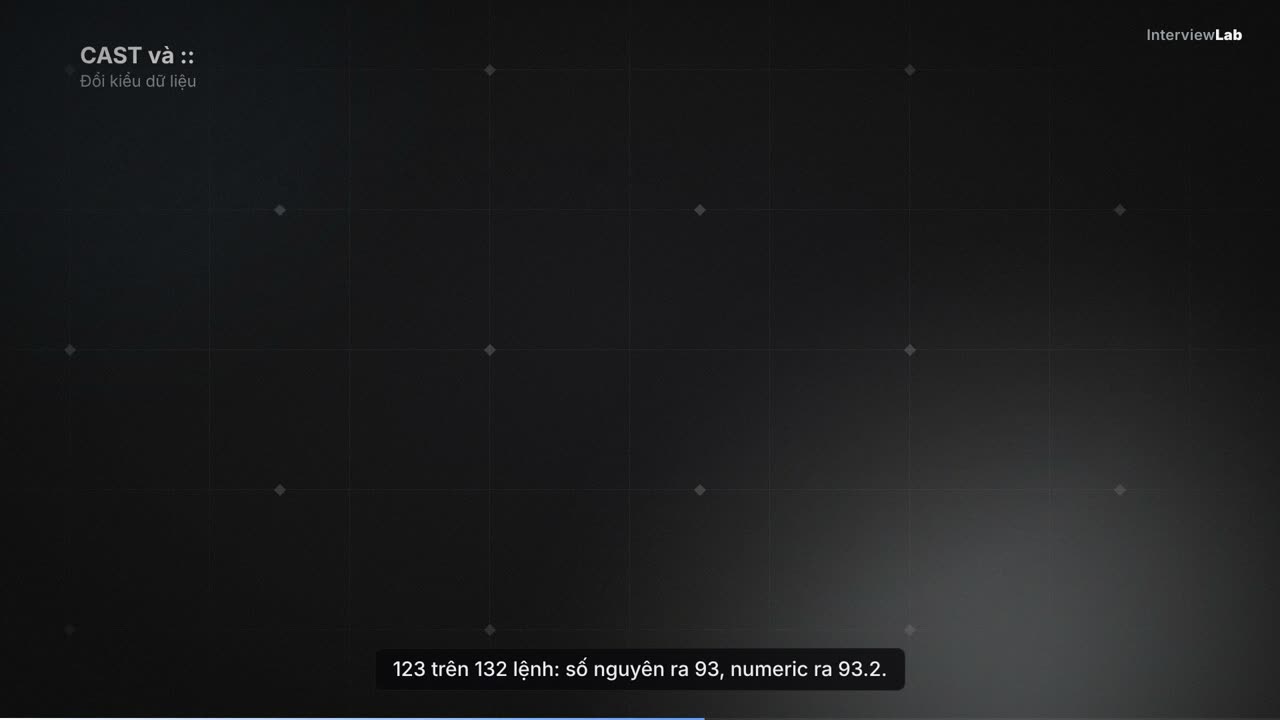 CAST và ::
Đổi kiểu dữ liệu
InterviewLab
123 trên 132 lệnh: số nguyên ra 93, numeric ra 93.2.